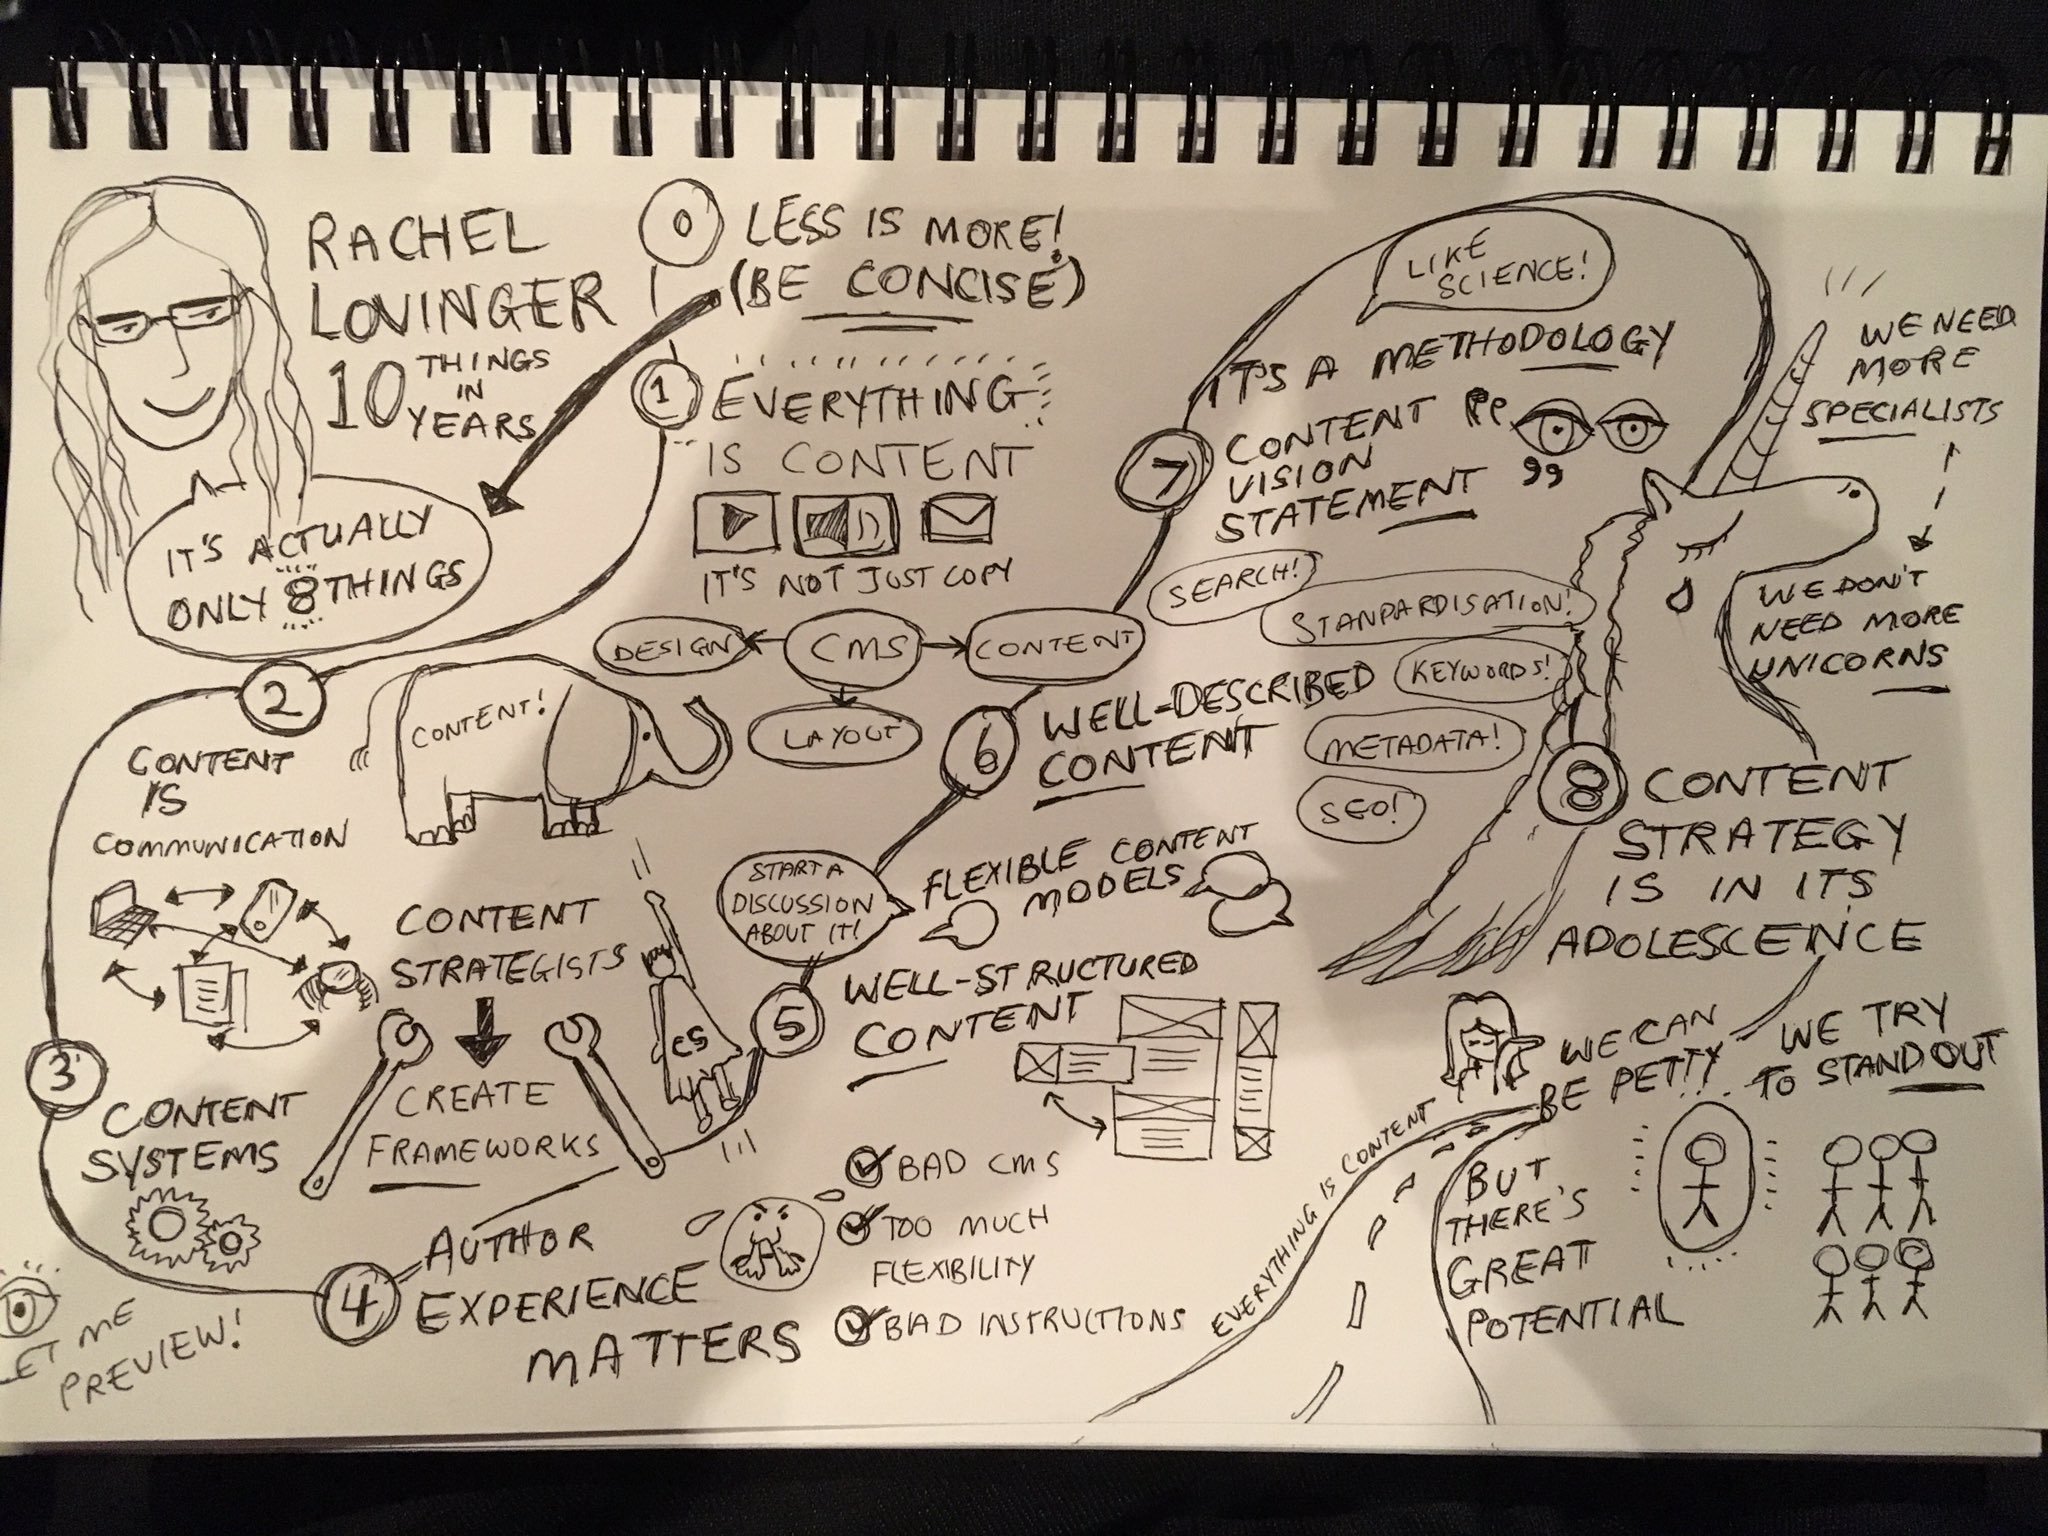 RACHEL
LOVINGER
10 THINGS
IN
YEARS
IT'S ACTUALLY
ONLY 8 THINGS
0
LESS IS MORE!
(BE CONCISE)
1
EVERYTHING
IS CONTENT
IT'S NOT JUST COPY
DESIGN
CMS
CONTENT
LAYOUT
2
CONTENT!
CONTENT
IS
COMMUNICATION
3
CONTENT
SYSTEMS
CONTENT
STRATEGISTS
CREATE
FRAMEWORKS
CS
4
AUTHOR
EXPERIENCE
MATTERS
LET ME
PREVIEW!
BAD CMS
TOO MUCH
FLEXIBILITY
BAD INSTRUCTIONS
5
WELL-STRUCTURED
CONTENT
START A
DISCUSSION
ABOUT IT!
FLEXIBLE CONTENT
MODELS
6
WELL-DESCRIBED
CONTENT
SEARCH!
STANDARDISATION!
KEYWORDS!
METADATA!
SEO!
7
LIKE
SCIENCE!
IT'S A METHODOLOGY
CONTENT
VISION
STATEMENT
WE NEED
MORE
SPECIALISTS
WE DON'T
NEED MORE
UNICORNS
8
CONTENT
STRATEGY
IS IN ITS
ADOLESCENCE
WE CAN
BE PETTY
WE TRY
TO STAND OUT
BUT
THERE'S
GREAT
POTENTIAL
EVERYTHING IS CONTENT